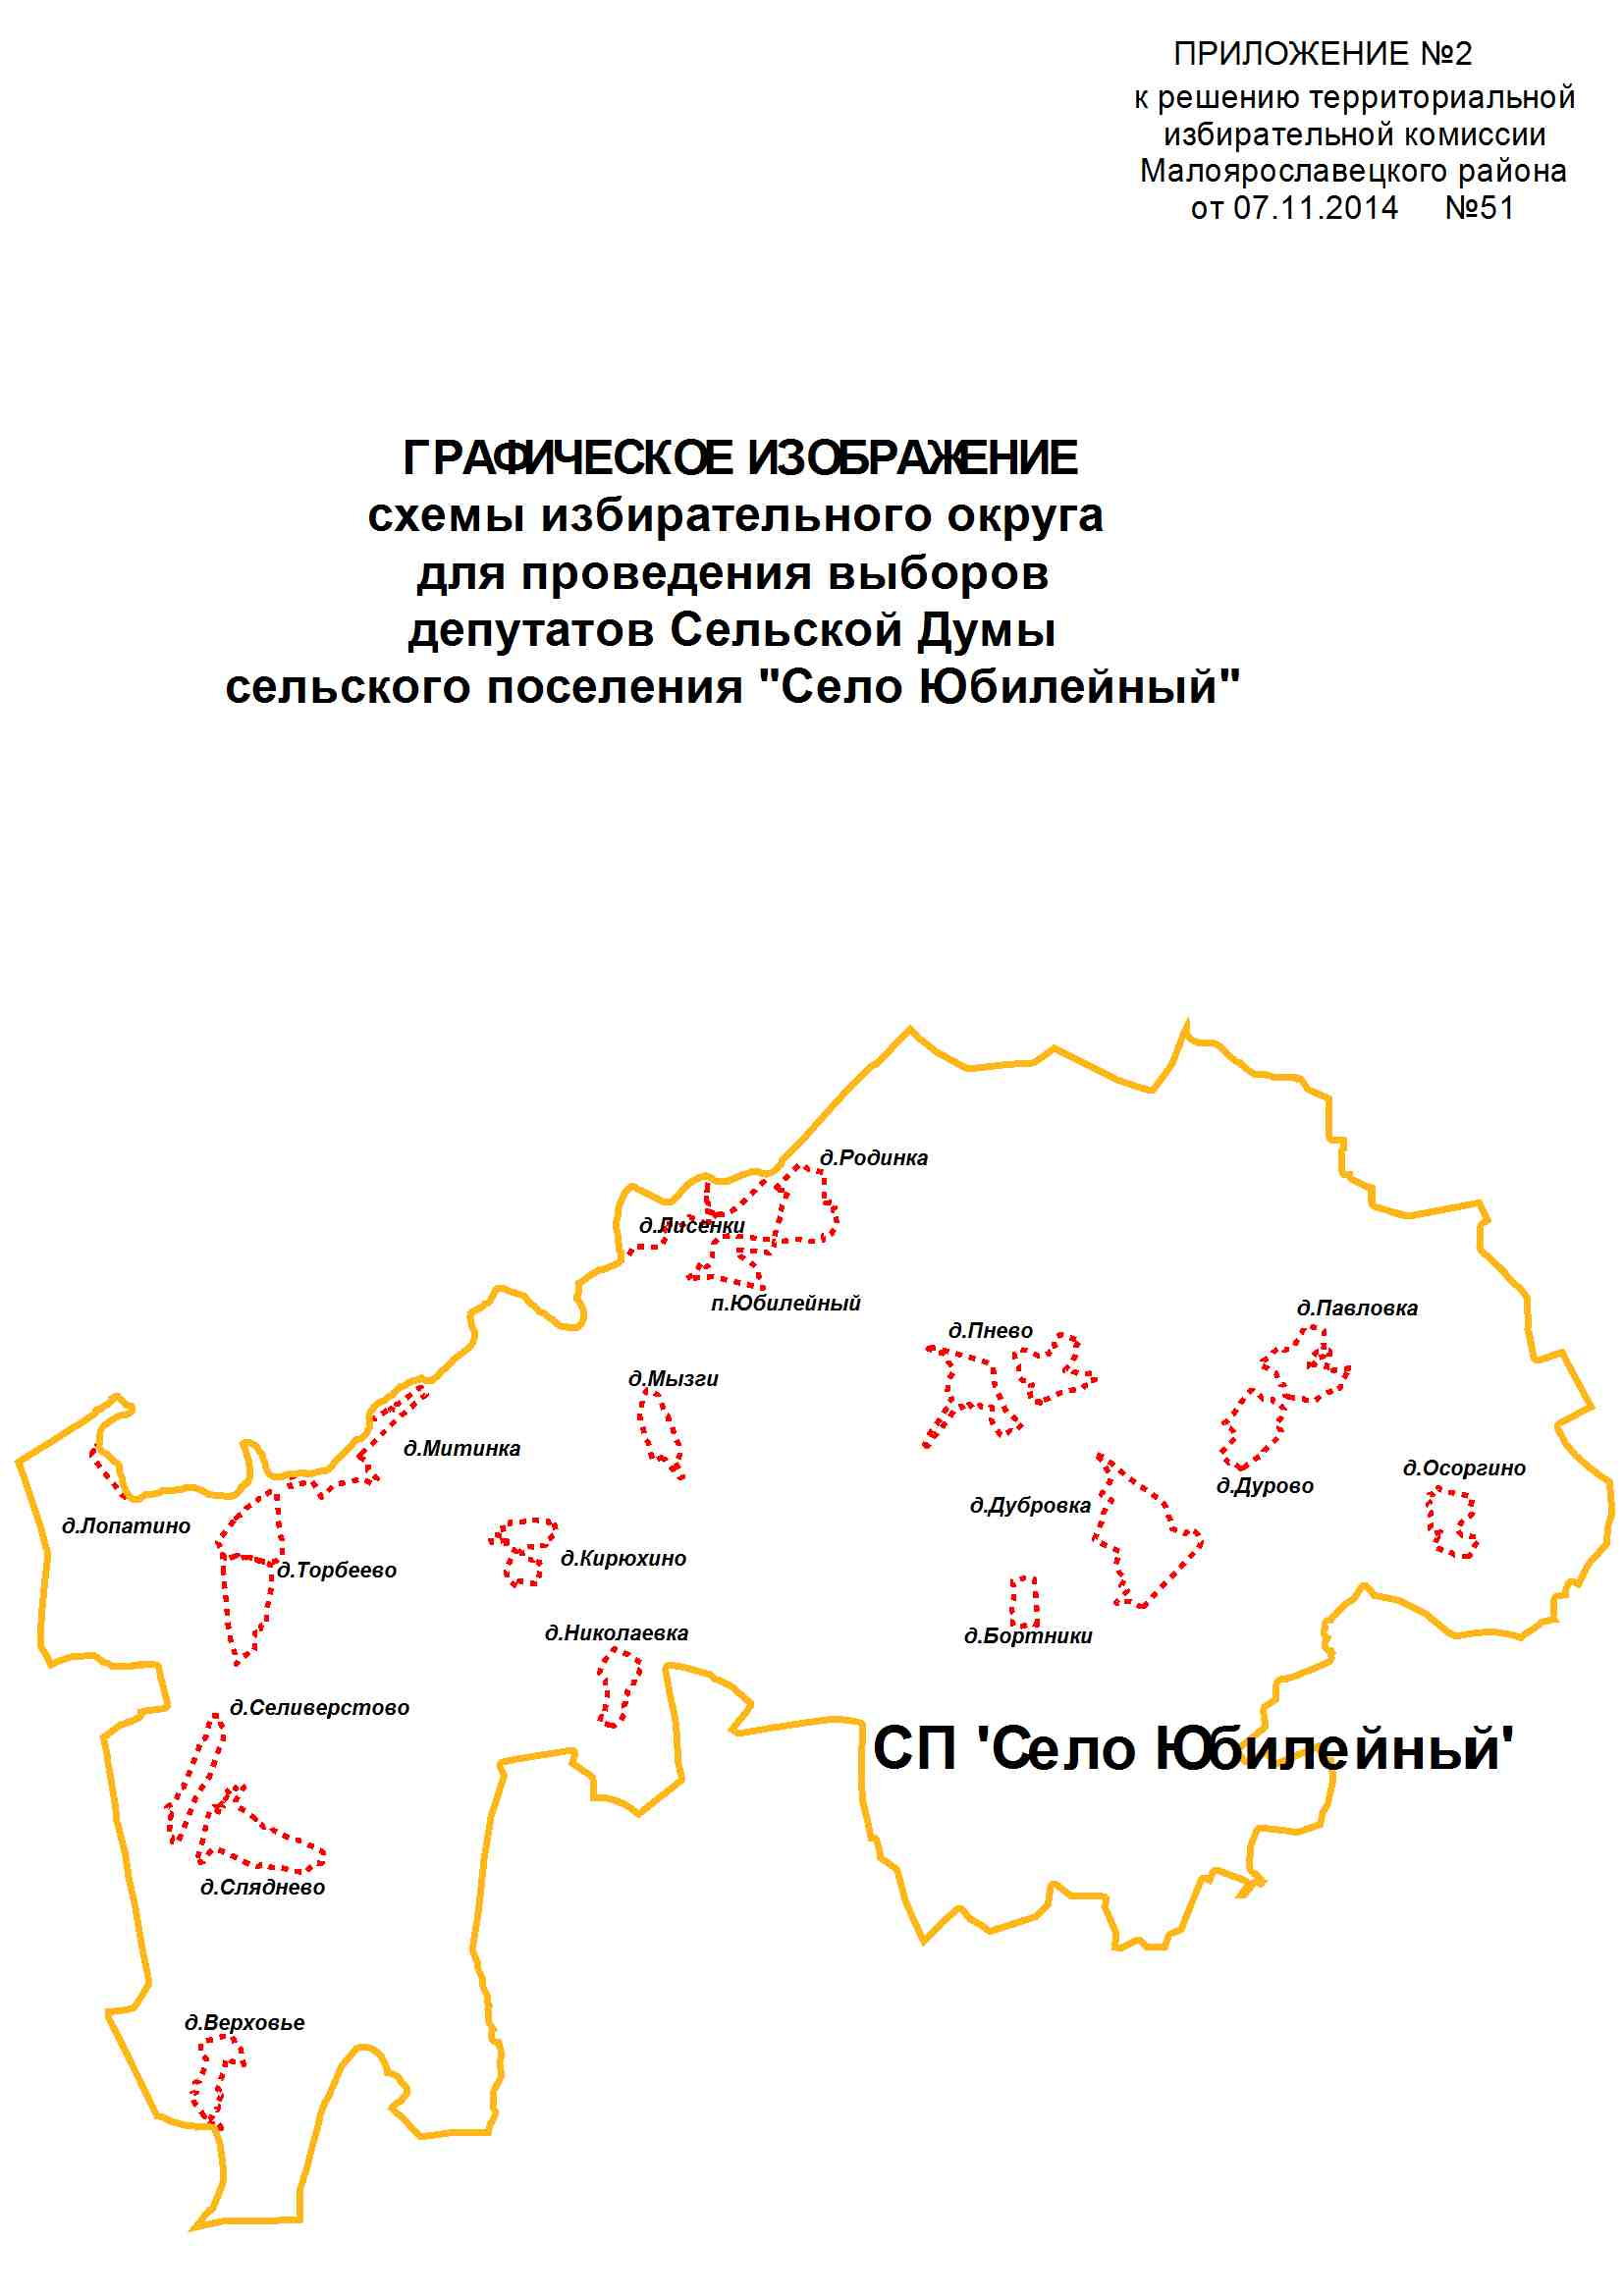 ПРИЛОЖЕНИЕ №2
к решению территориальной
избирательной комиссии
Малоярославецкого района
от 07.11.2014 №51
ГРАФИЧЕСКОЕ ИЗОБРАЖЕНИЕ
схемы избирательного округа
для проведения выборов
депутатов Сельской Думы
сельского поселения "Село Юбилейный"
д.Родинка
д.Лисенки
п.Юбилейный
д.Павловка
д.Пнево
д.Мызги
д.Митинка
д.Осоргино
д.Дурово
д.Дубровка
д.Лопатино
д.Кирюхино
д.Торбеево
д.Николаевка
д.Бортники
д.Селиверстово
СП 'Село Юбилейный'
д.Сляднево
д.Верховье